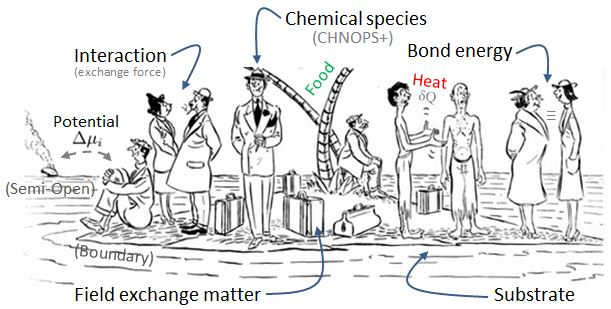 Chemical species
(CHNOPS+)
Interaction
(exchange force)
Bond energy
Food
Heat
δQ
Potential
Δμi
≡
(Semi-Open)
(Boundary)
Field exchange matter
Substrate